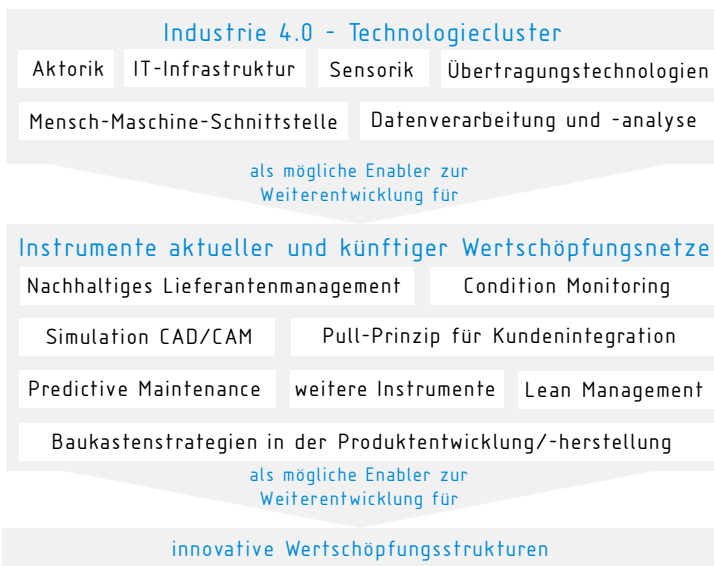 Industrie 4.0 - Technologiecluster
Aktorik IT-Infrastruktur Sensorik Übertragungstechnologien
Mensch-Maschine-Schnittstelle Datenverarbeitung und -analyse
als mögliche Enabler zur
Weiterentwicklung für
Instrumente aktueller und künftiger Wertschöpfungsnetze
Nachhaltiges Lieferantenmanagement Condition Monitoring
Simulation CAD/CAM Pull-Prinzip für Kundenintegration
Predictive Maintenance weitere Instrumente Lean Management
Baukastenstrategien in der Produktentwicklung/-herstellung
als mögliche Enabler zur
Weiterentwicklung für
innovative Wertschöpfungsstrukturen